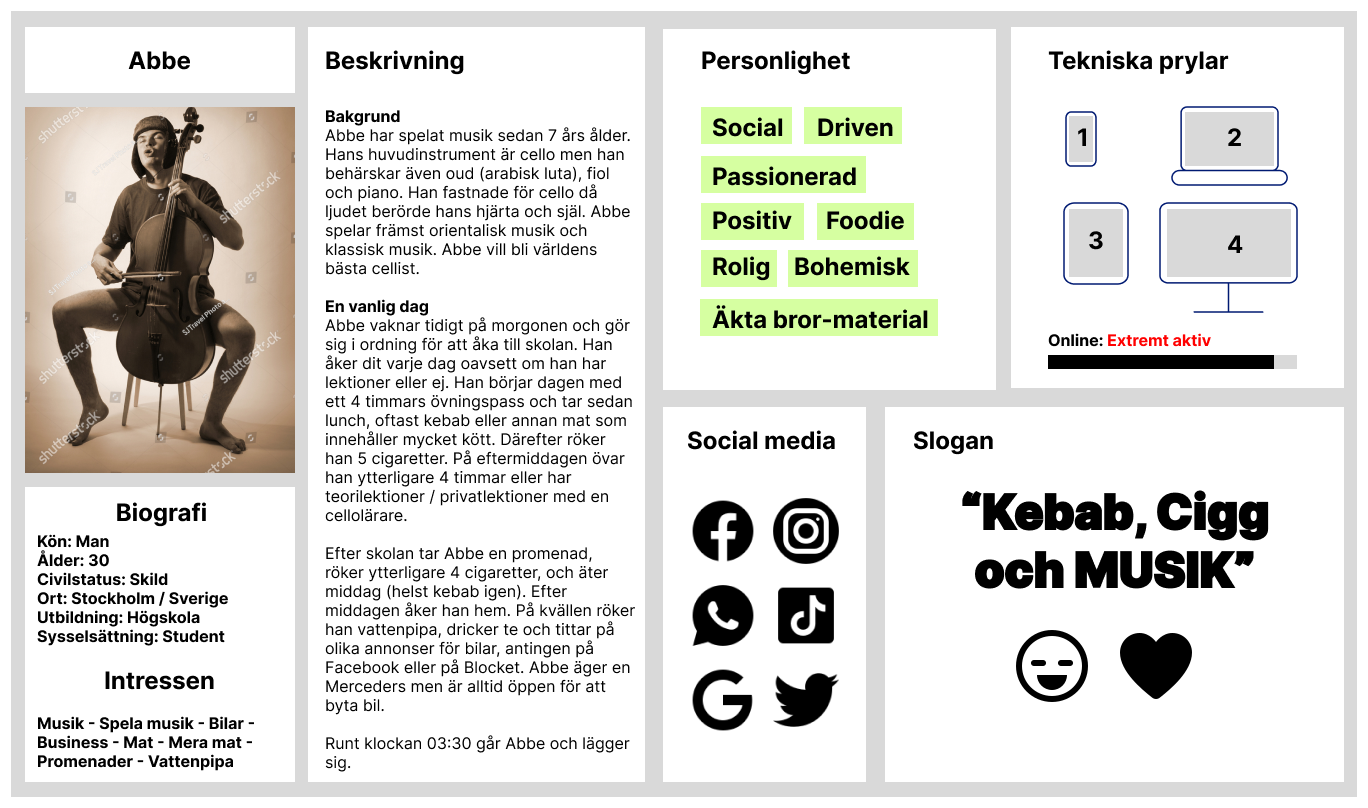 Abbe
shutterstock
shutterstock
SJ Travel Photo
shutterstock
shutterstock
shutterstock
Biografi
Kön: Man
Ålder: 30
Civilstatus: Skild
Ort: Stockholm / Sverige
Utbildning: Högskola
Sysselsättning: Student
Intressen
Musik - Spela musik - Bilar -
Business - Mat - Mera mat -
Promenader - Vattenpipa
Beskrivning
Bakgrund
Abbe har spelat musik sedan 7 års ålder.
Hans huvudinstrument är cello men han
behärskar även oud (arabisk luta), fiol
och piano. Han fastnade för cello då
ljudet berörde hans hjärta och själ. Abbe
spelar främst orientalisk musik och
klassisk musik. Abbe vill bli världens
bästa cellist.
En vanlig dag
Abbe vaknar tidigt på morgonen och gör
sig i ordning för att åka till skolan. Han
åker dit varje dag oavsett om han har
lektioner eller ej. Han börjar dagen med
ett 4 timmars övningspass och tar sedan
lunch, oftast kebab eller annan mat som
innehåller mycket kött. Därefter röker
han 5 cigaretter. På eftermiddagen övar
han ytterligare 4 timmar eller har
teorilektioner / privatlektioner med en
cellolärare.
Efter skolan tar Abbe en promenad,
röker ytterligare 4 cigaretter, och äter
middag (helst kebab igen). Efter
middagen åker han hem. På kvällen röker
han vattenpipa, dricker te och tittar på
olika annonser för bilar, antingen på
Facebook eller på Blocket. Abbe äger en
Merceders men är alltid öppen för att
byta bil.
Runt klockan 03:30 går Abbe och lägger
sig.
Personlighet
Social Driven
Passionerad
Positiv Foodie
Rolig Bohemisk
Äkta bror-material
Tekniska prylar
1 2
3 4
Online: Extremt aktiv
Social media
Slogan
“Kebab, Cigg
och MUSIK”